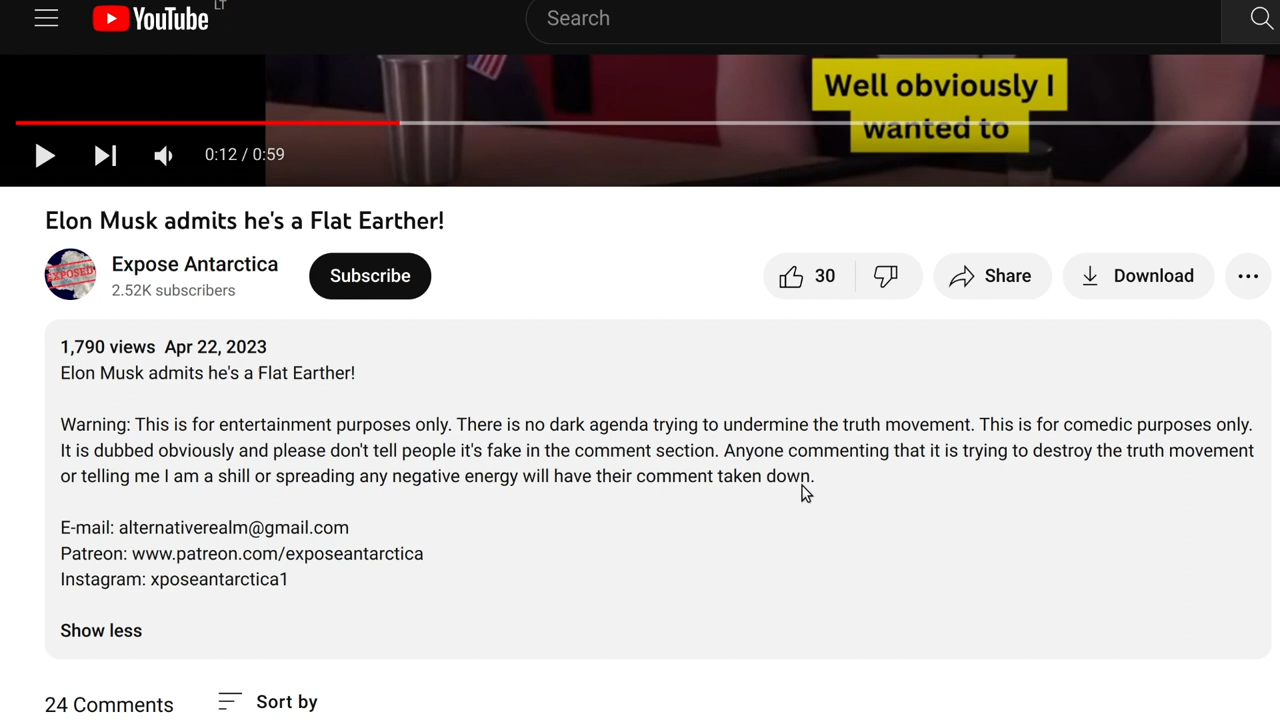 YouTube LT
Search
Well obviously I
wanted to
0:12 / 0:59
Elon Musk admits he's a Flat Earther!
EXPOSED
Expose Antarctica
2.52K subscribers
Subscribe
30
Share
Download
1,790 views Apr 22, 2023
Elon Musk admits he's a Flat Earther!
Warning: This is for entertainment purposes only. There is no dark agenda trying to undermine the truth movement. This is for comedic purposes only.
It is dubbed obviously and please don't tell people it's fake in the comment section. Anyone commenting that it is trying to destroy the truth movement
or telling me I am a shill or spreading any negative energy will have their comment taken down.
E-mail: alternativerealm@gmail.com
Patreon: www.patreon.com/exposeantarctica
Instagram: xposeantarctica1
Show less
24 Comments
Sort by